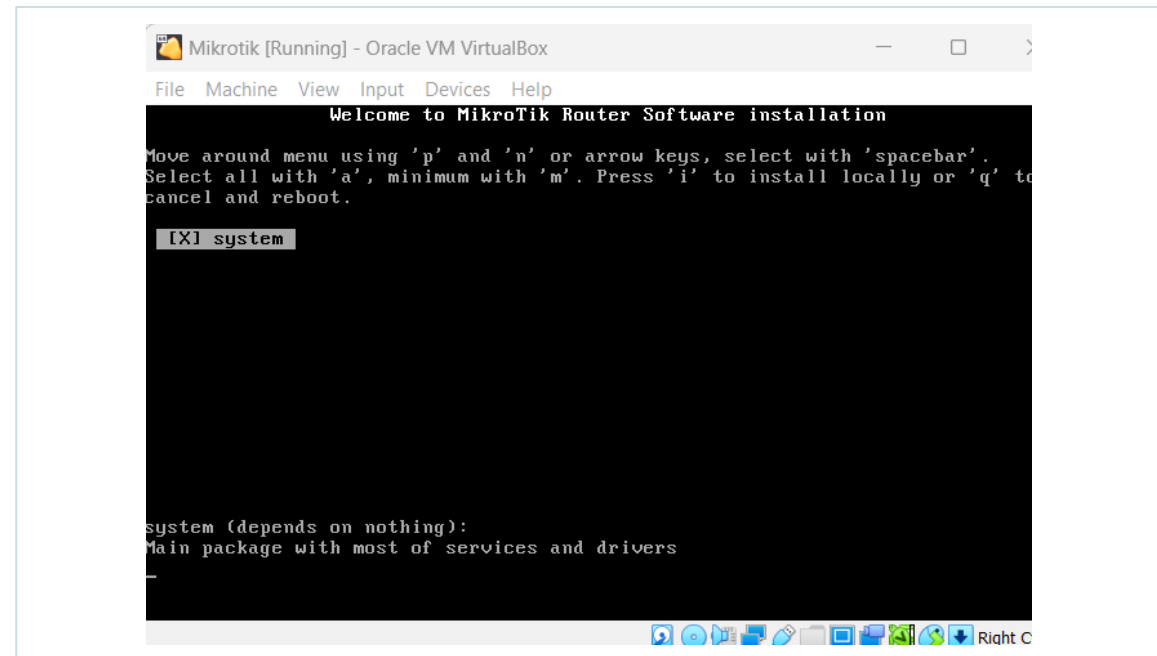 Mikrotik [Running] - Oracle VM VirtualBox
File Machine View Input Devices Help
Welcome to MikroTik Router Software installation
Move around menu using 'p' and 'n' or arrow keys, select with 'spacebar'.
Select all with 'a', minimum with 'm'. Press 'i' to install locally or 'q' to
cancel and reboot.
[X] system
system (depends on nothing):
Main package with most of services and drivers
Right C